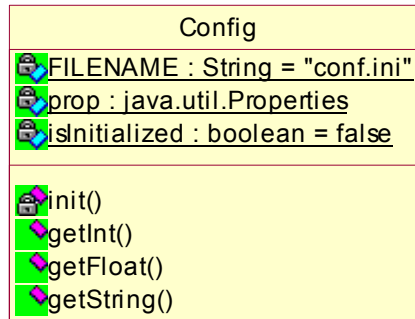 Config
FILENAME : String = "conf.ini"
prop : java.util.Properties
isInitialized : boolean = false
init()
getInt()
getFloat()
getString()